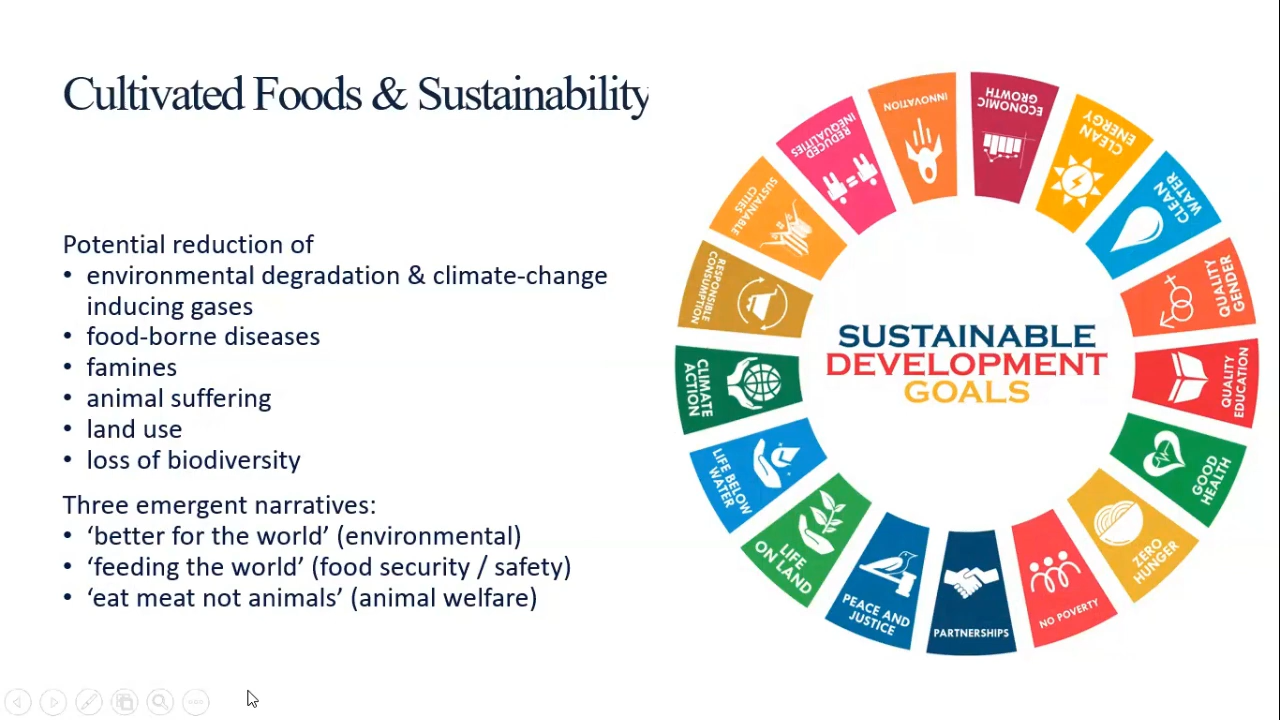 Cultivated Foods & Sustainability
Potential reduction of
• environmental degradation & climate-change
inducing gases
• food-borne diseases
• famines
• animal suffering
• land use
• loss of biodiversity
Three emergent narratives:
• ‘better for the world’ (environmental)
• ‘feeding the world’ (food security / safety)
• ‘eat meat not animals’ (animal welfare)
SUSTAINABLE
DEVELOPMENT
GOALS
INNOVATION
ECONOMIC
GROWTH
CLEAN
ENERGY
CLEAN
WATER
QUALITY
GENDER
QUALITY
EDUCATION
GOOD
HEALTH
ZERO
HUNGER
NO POVERTY
PARTNERSHIPS
PEACE AND
JUSTICE
LIFE
ON LAND
LIFE BELOW
WATER
CLIMATE
ACTION
RESPONSIBLE
CONSUMPTION
SUSTAINABLE
CITIES
REDUCED
INEQUALITIES